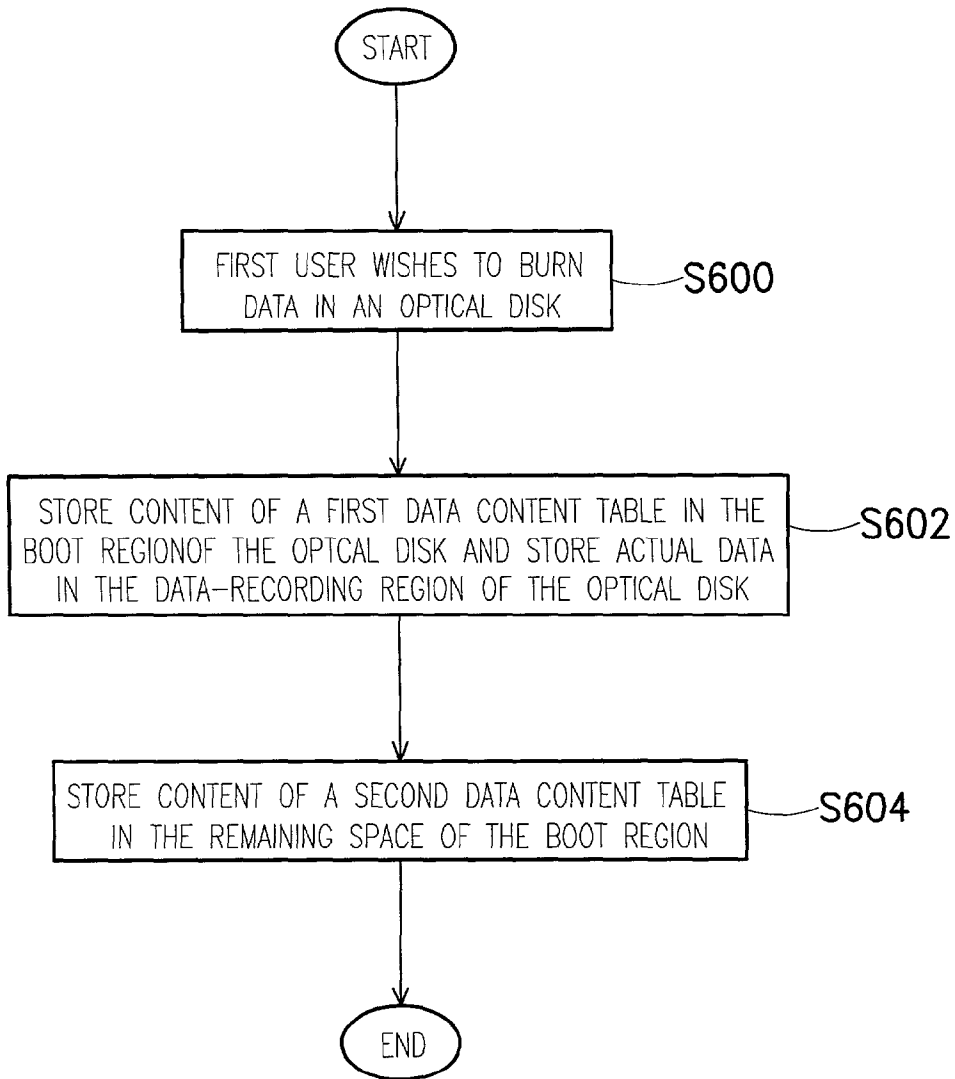 START
FIRST USER WISHES TO BURN
DATA IN AN OPTICAL DISK
S600
STORE CONTENT OF A FIRST DATA CONTENT TABLE IN THE
BOOT REGIONOF THE OPTCAL DISK AND STORE ACTUAL DATA
IN THE DATA-RECORDING REGION OF THE OPTICAL DISK
S602
STORE CONTENT OF A SECOND DATA CONTENT TABLE
IN THE REMAINING SPACE OF THE BOOT REGION
S604
END